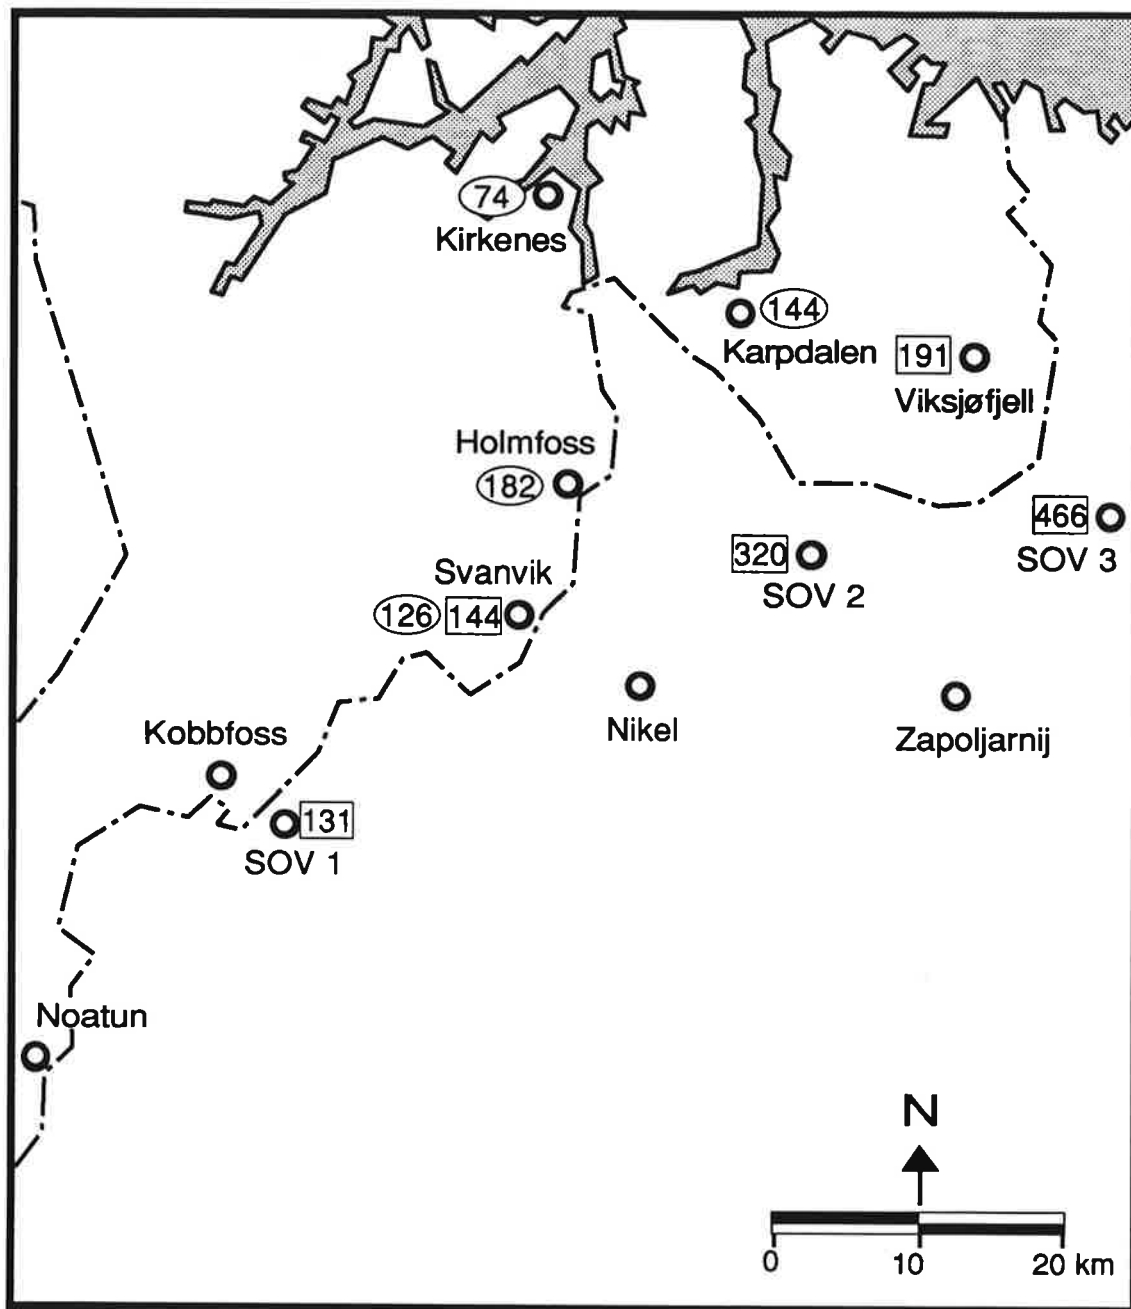 74
Kirkenes
144
Karpdalen
191
Viksjøfjell
Holmfoss
182
466
SOV 3
320
SOV 2
Svanvik
126 144
Nikel
Zapoljarnij
Kobbfoss
131
SOV 1
Noatun
N
0 10 20 km